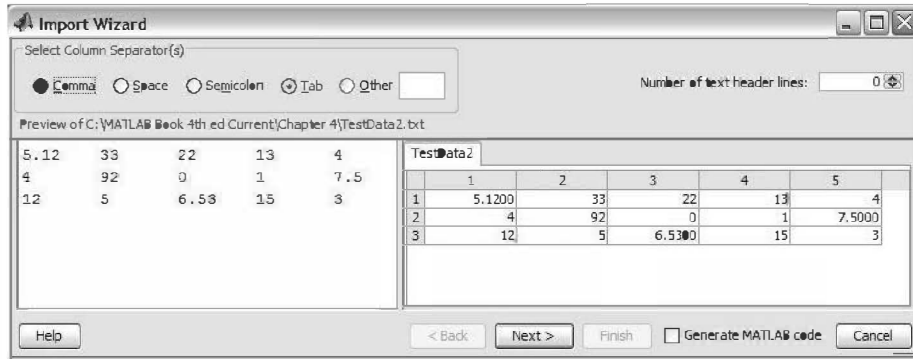 Import Wizard
Select Column Separator(s)
Comma Space Semicolon Tab Other
Number of text header lines: 0
Preview of C:\MATLAB Book 4th ed Current\Chapter 4\TestData2.txt
5.12 33 22 13 4
4 92 0 1 7.5
12 5 6.53 15 3
TestData2
1 2 3 4 5
1 5.1200 33 22 13 4
2 4 92 0 1 7.5000
3 12 5 6.5300 15 3
Help < Back Next > Finish Generate MATLAB code Cancel